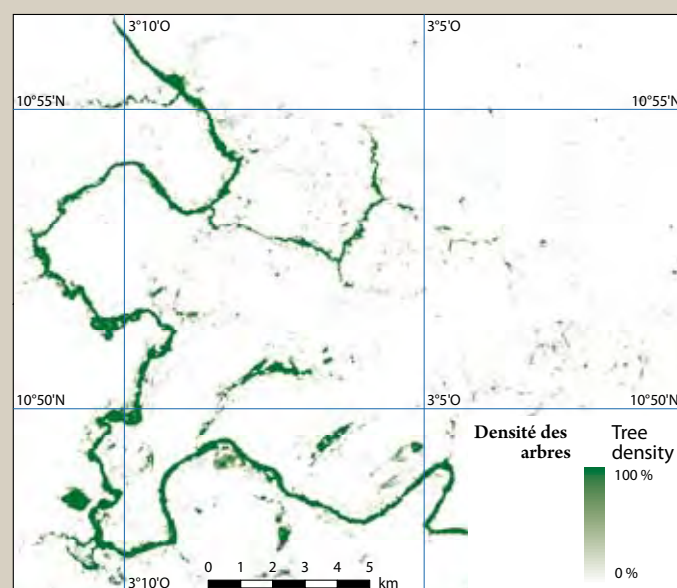 3°10'O
3°5'O
10°55'N
10°55'N
10°50'N
3°5'O
10°50'N
Densité des arbres
Tree density
100 %
0 %
0 1 2 3 4 5
km
3°10'O